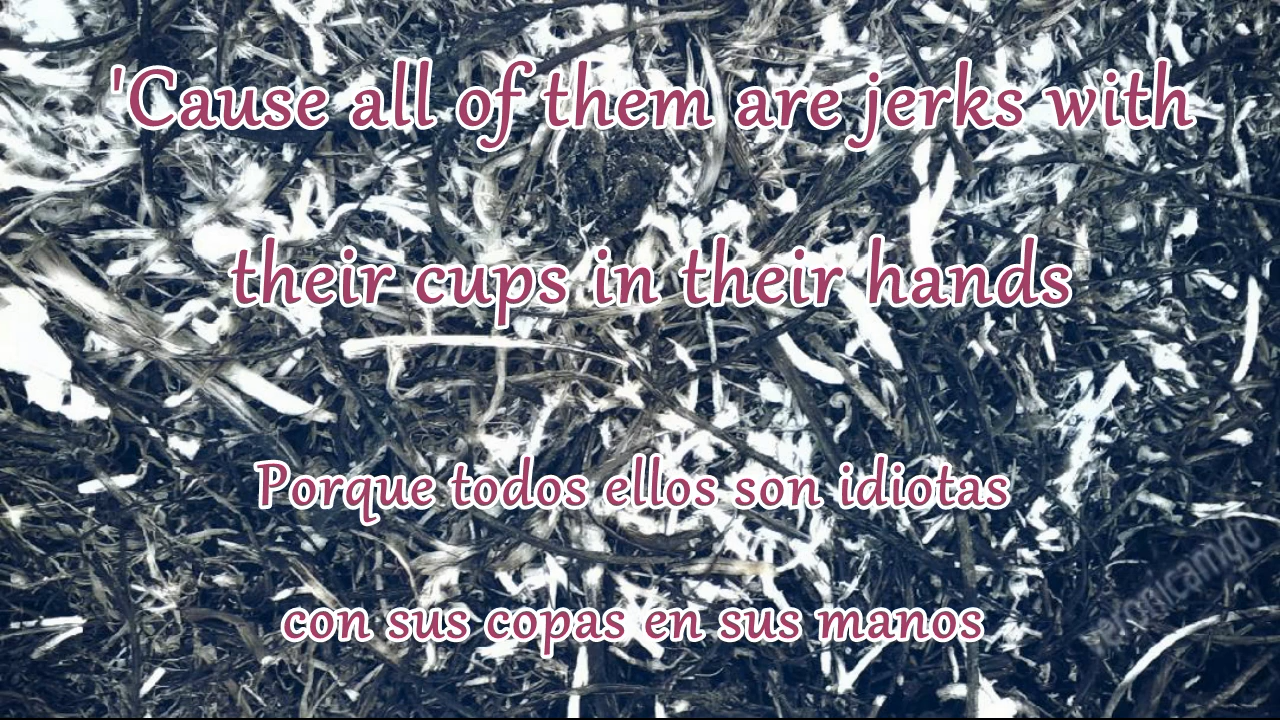 'Cause all of them are jerks with
their cups in their hands
Porque todos ellos son idiotas
con sus copas en sus manos